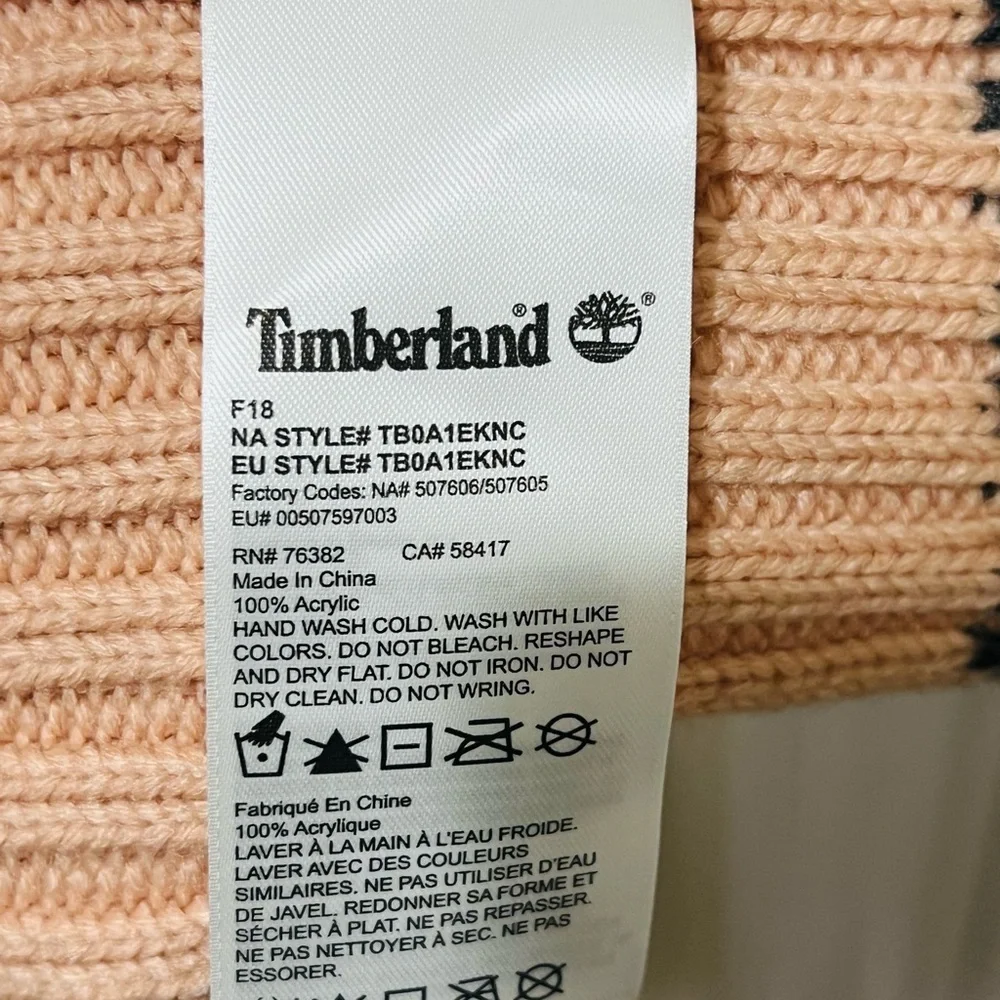 Timberland® ®
F18
NA STYLE# TB0A1EKNC
EU STYLE# TB0A1EKNC
Factory Codes: NA# 507606/507605
EU# 00507597003
RN# 76382 CA# 58417
Made In China
100% Acrylic
HAND WASH COLD. WASH WITH LIKE
COLORS. DO NOT BLEACH. RESHAPE
AND DRY FLAT. DO NOT IRON. DO NOT
DRY CLEAN. DO NOT WRING.
Fabriqué En Chine
100% Acrylique
LAVER À LA MAIN À L'EAU FROIDE.
LAVER AVEC DES COULEURS
SIMILAIRES. NE PAS UTILISER D'EAU
DE JAVEL. REDONNER SA FORME ET
SÉCHER À PLAT. NE PAS REPASSER.
NE PAS NETTOYER À SEC. NE PAS
ESSORER.